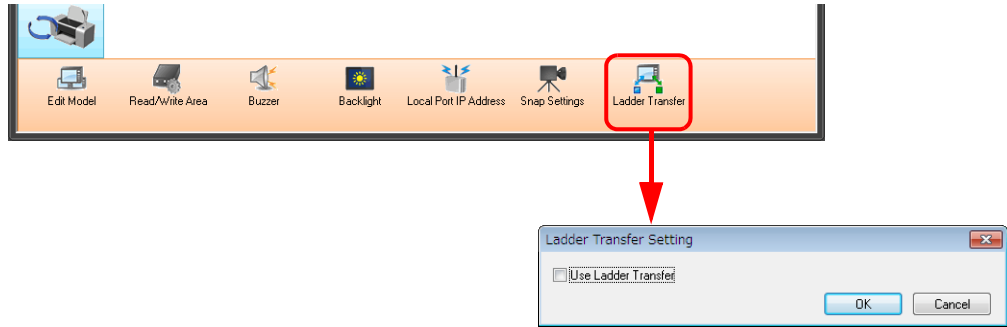 Edit Model Read/Write Area Buzzer Backlight Local Port IP Address Snap Settings Ladder Transfer
Ladder Transfer Setting
Use Ladder Transfer
OK Cancel